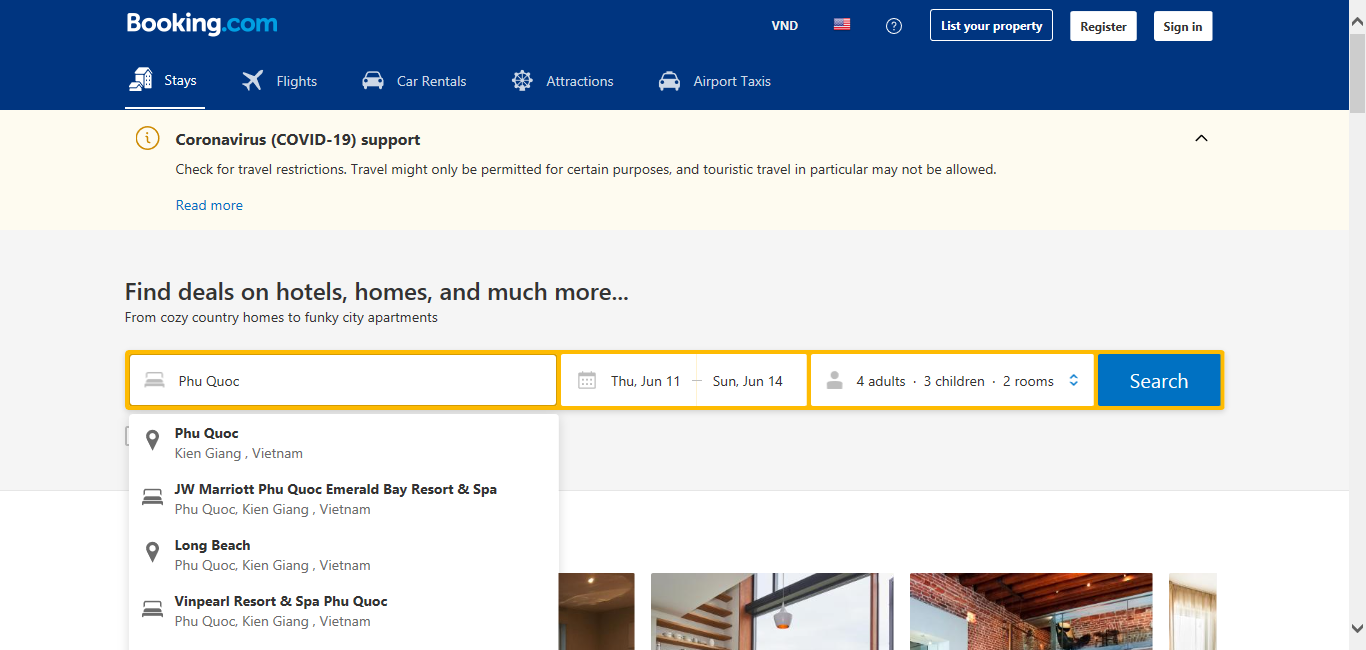 Booking.com
VND
List your property
Register
Sign in
Stays
Flights
Car Rentals
Attractions
Airport Taxis
Coronavirus (COVID-19) support
Check for travel restrictions. Travel might only be permitted for certain purposes, and touristic travel in particular may not be allowed.
Read more
Find deals on hotels, homes, and much more...
From cozy country homes to funky city apartments
Phu Quoc
Thu, Jun 11 — Sun, Jun 14
4 adults · 3 children · 2 rooms
Search
Phu Quoc
Kien Giang , Vietnam
JW Marriott Phu Quoc Emerald Bay Resort & Spa
Phu Quoc, Kien Giang , Vietnam
Long Beach
Phu Quoc, Kien Giang , Vietnam
Vinpearl Resort & Spa Phu Quoc
Phu Quoc, Kien Giang , Vietnam